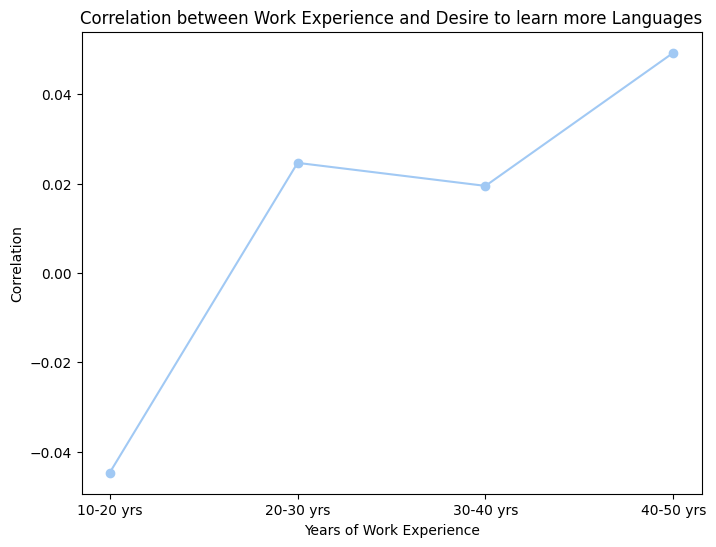 Correlation between Work Experience and Desire to learn more Languages
Correlation
0.04
0.02
0.00
−0.02
−0.04
10-20 yrs 20-30 yrs 30-40 yrs 40-50 yrs
Years of Work Experience